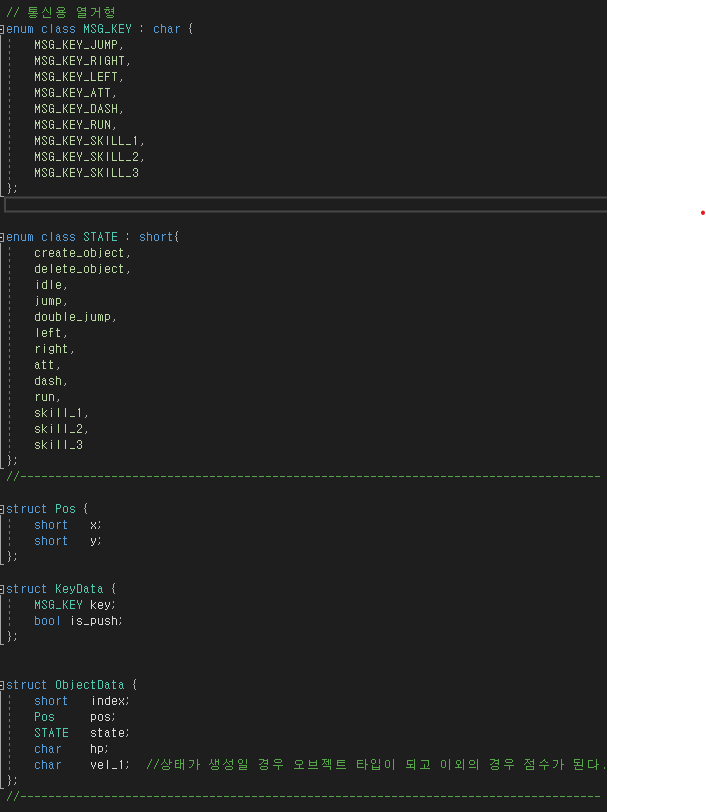 // 통신용 열거형
enum class MSG_KEY : char {
MSG_KEY_JUMP,
MSG_KEY_RIGHT,
MSG_KEY_LEFT,
MSG_KEY_ATT,
MSG_KEY_DASH,
MSG_KEY_RUN,
MSG_KEY_SKILL_1,
MSG_KEY_SKILL_2,
MSG_KEY_SKILL_3
};
enum class STATE : short{
create_object,
delete_object,
idle,
jump,
double_jump,
left,
right,
att,
dash,
run,
skill_1,
skill_2,
skill_3
};
//-----------------------------------------------------------------------------------
struct Pos {
short x;
short y;
};
struct KeyData {
MSG_KEY key;
bool is_push;
};
struct ObjectData {
short index;
Pos pos;
STATE state;
char hp;
char vel_1; //상태가 생성일 경우 오브젝트 타입이 되고 이외의 경우 점수가 된다.
};
//-----------------------------------------------------------------------------------